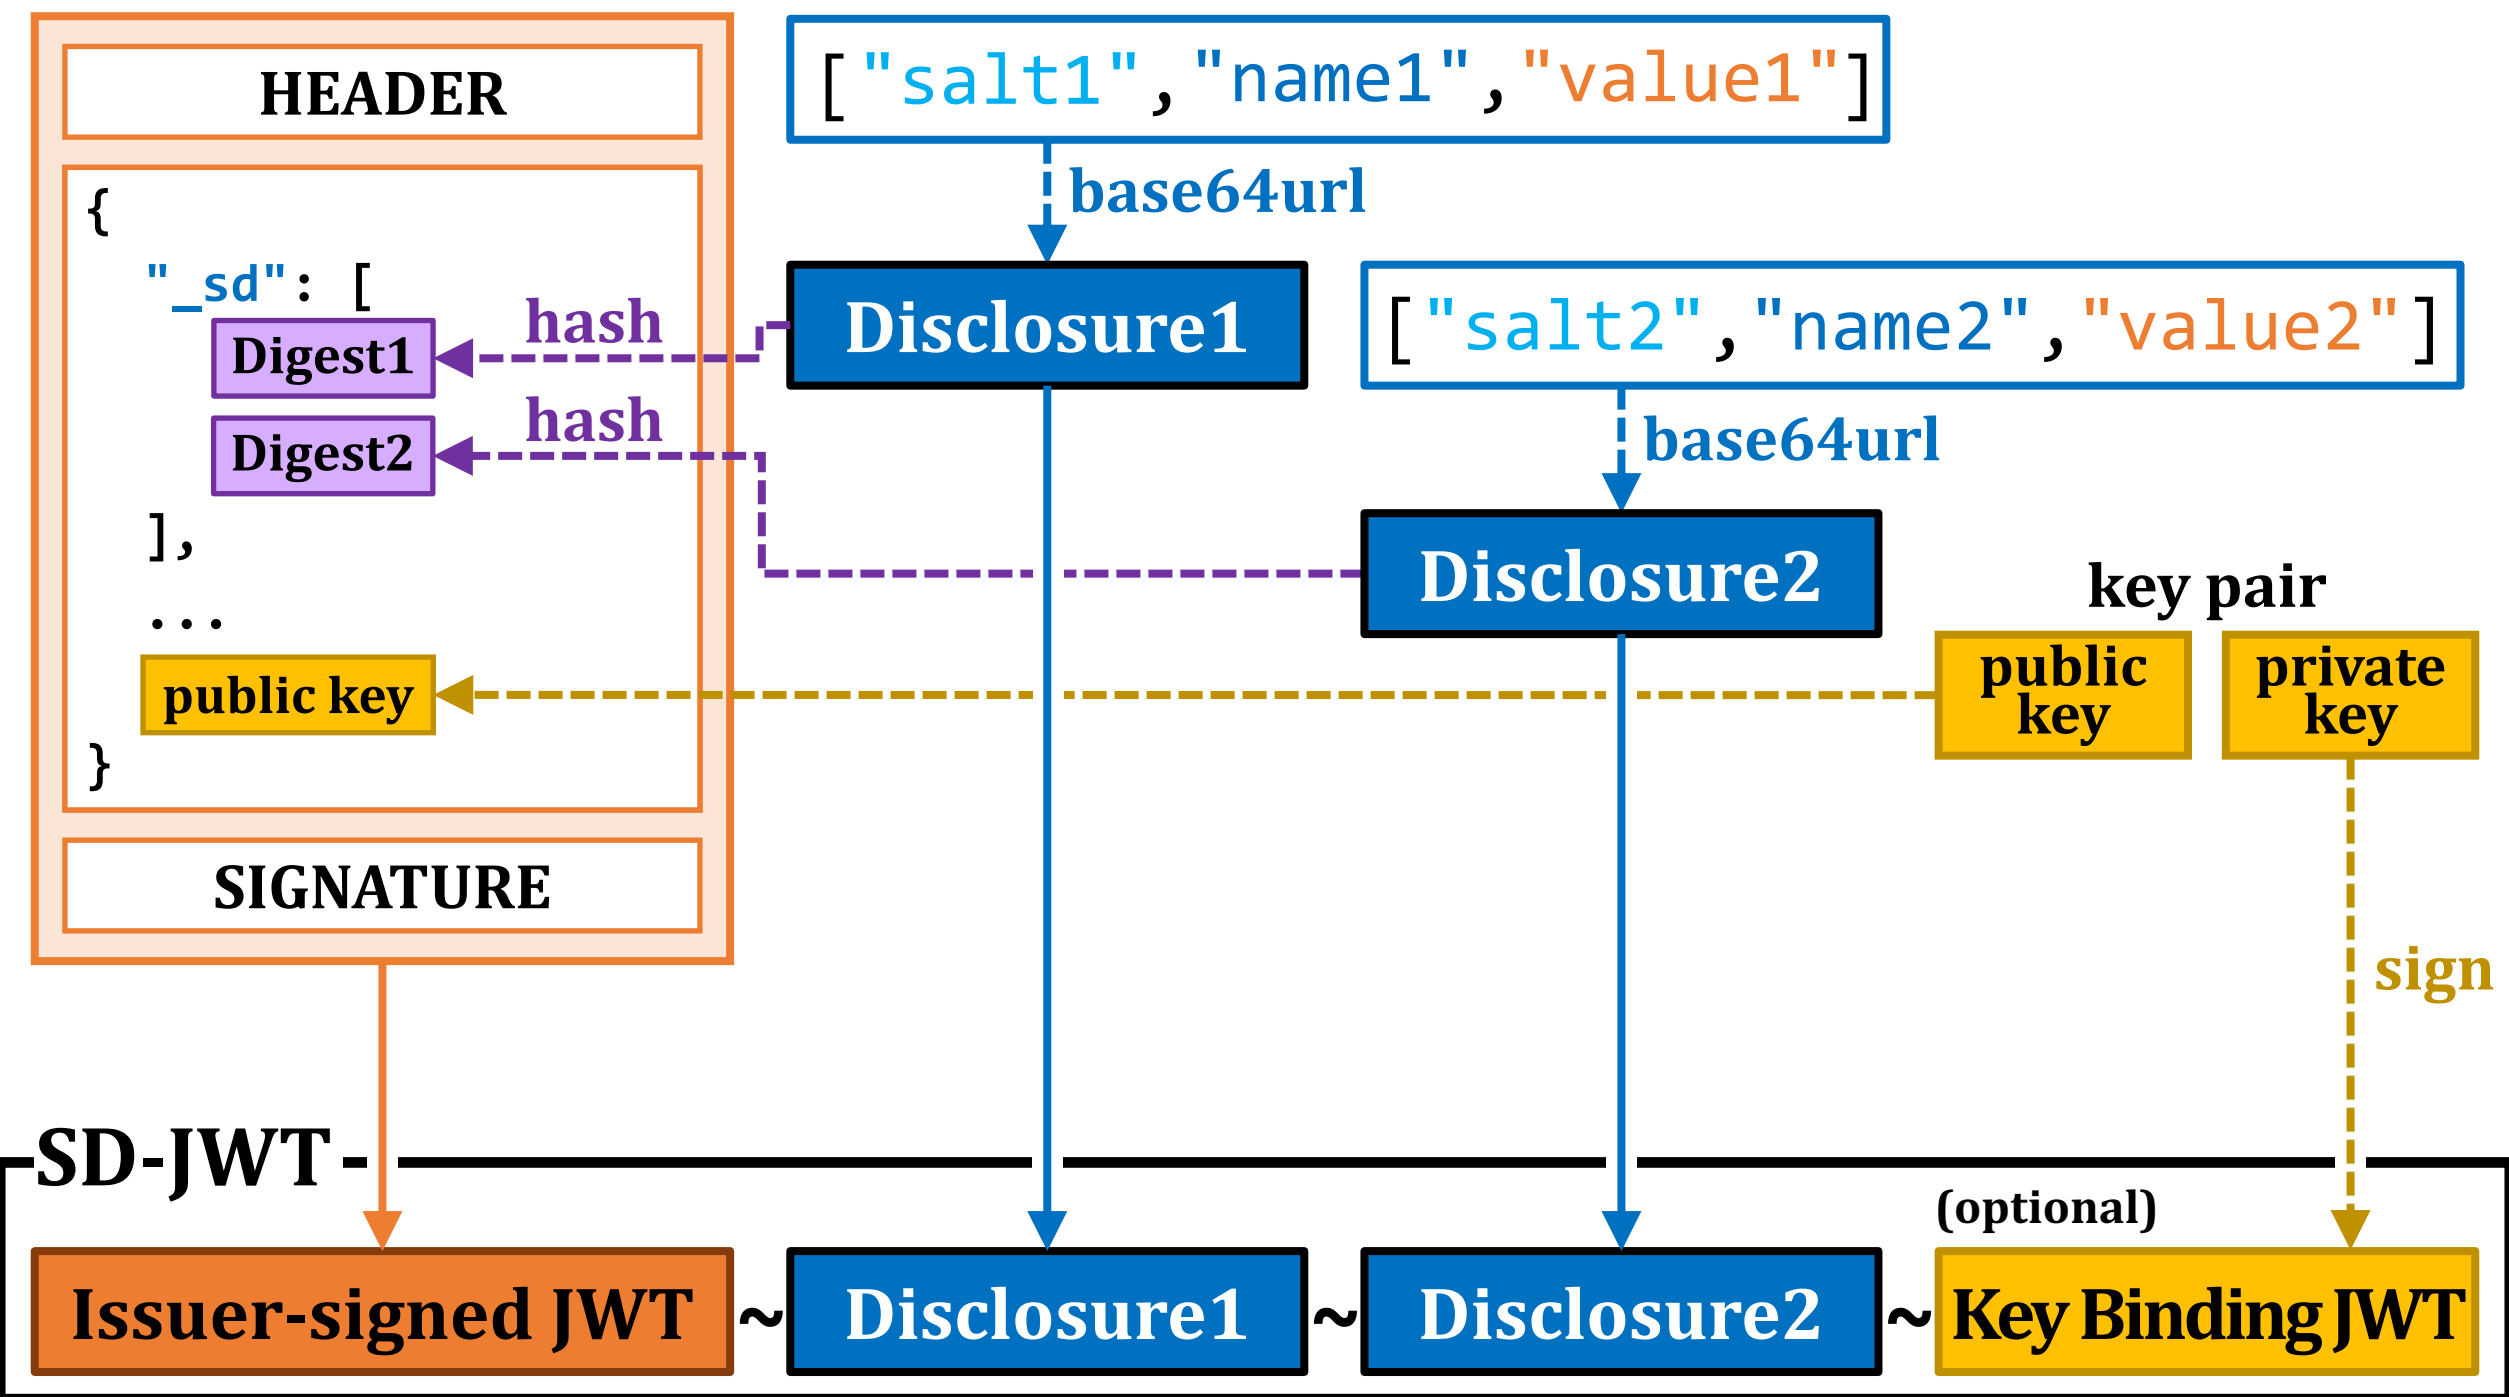 HEADER
{
"_sd": [
Digest1
Digest2
],
...
public key
}
SIGNATURE
["salt1", "name1","value1"]
base64url
Disclosure1
hash
hash
["salt2","name2", "value2"]
base64url
Disclosure2
key pair
public
key
private
key
sign
SD-JWT
(optional)
Issuer-signed JWT ~ Disclosure1 ~ Disclosure2 ~ Key Binding JWT